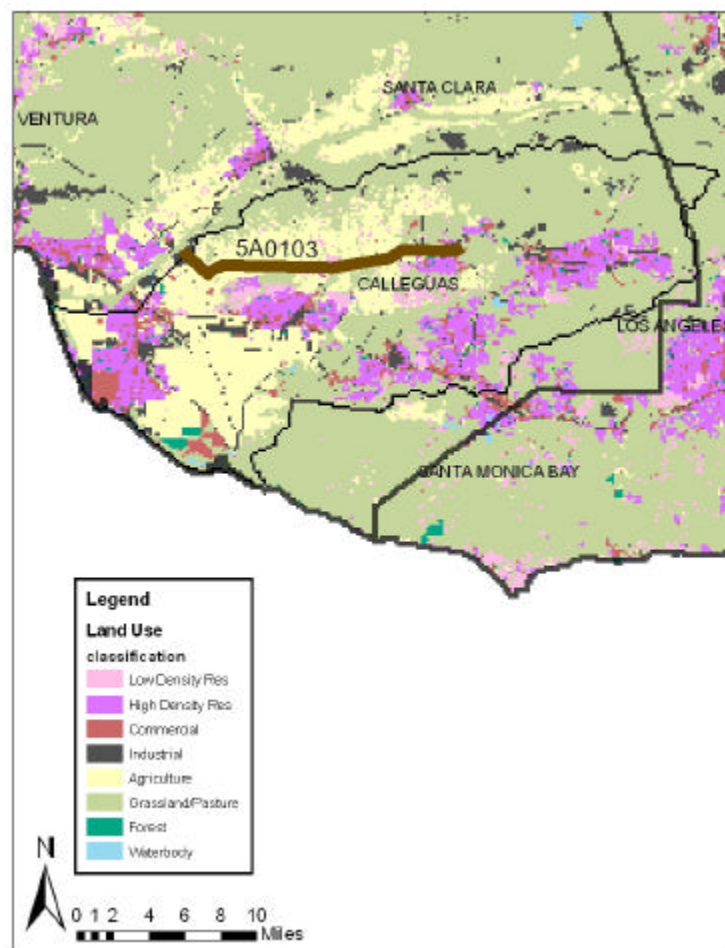 SANTA CLARA
VENTURA
5A0103
CALLEGUAS
LOS ANGELES
SANTA MONICA BAY
Legend
Land Use
classification
Low Density Res
High Density Res
Commercial
Industrial
Agriculture
Grassland/Pasture
Forest
Waterbody
N
0 1 2 4 6 8 10
Miles